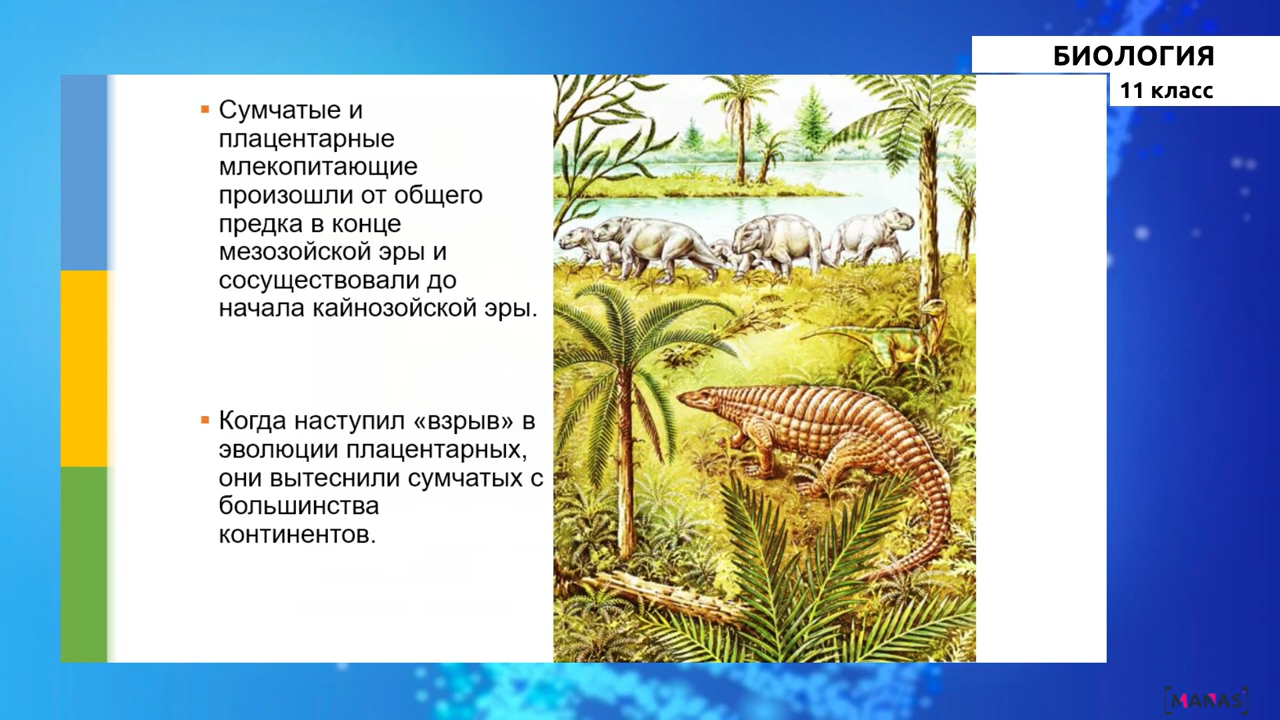 БИОЛОГИЯ
11 класс
Сумчатые и
плацентарные
млекопитающие
произошли от общего
предка в конце
мезозойской эры и
сосуществовали до
начала кайнозойской эры.
Когда наступил «взрыв» в
эволюции плацентарных,
они вытеснили сумчатых с
большинства
континентов.
[MANAS]